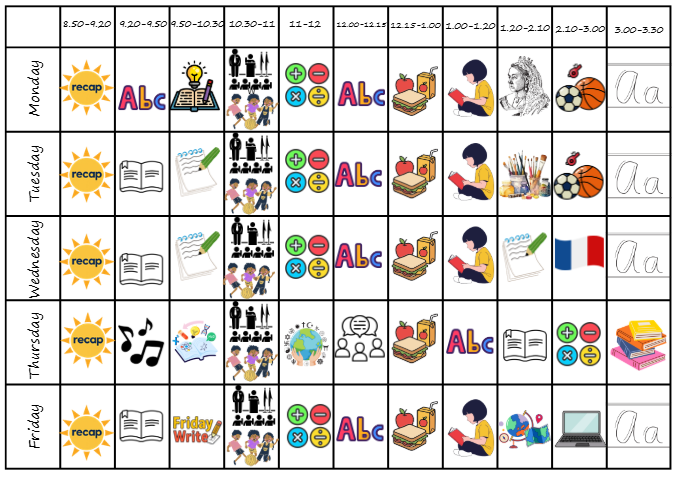 8.50-9.20 9.20-9.50 9.50-10.30 10.30-11 11-12 12.00-12.15 12.15-1.00 1.00-1.20 1.20-2.10 2.10-3.00 3.00-3.30
Monday recap Abc Abc Aa
Tuesday recap Abc Aa
Wednesday recap Abc Aa
Thursday recap Abc
Friday recap Friday Write Abc Aa